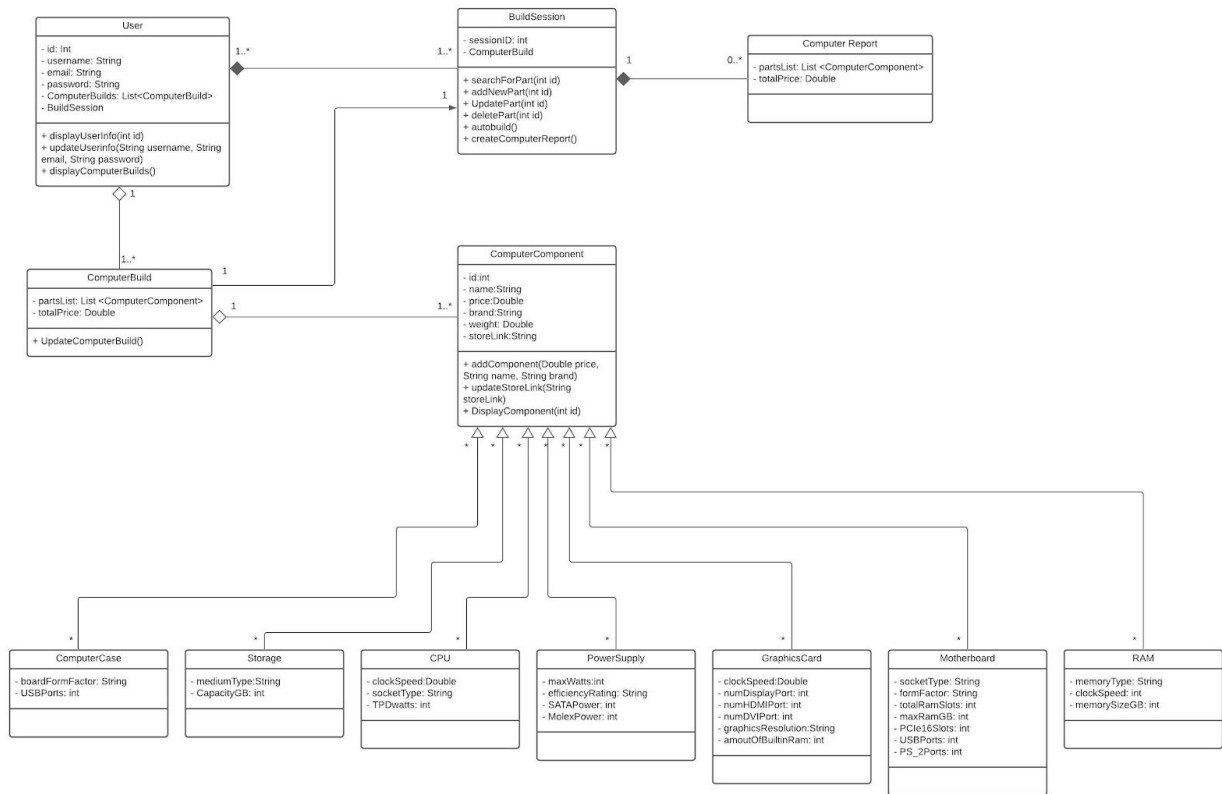 User
- id: Int
- username: String
- email: String
- password: String
- ComputerBuilds: List<ComputerBuild>
- BuildSession
+ displayUserInfo(int id)
+ updateUserinfo(String username, String
email, String password)
+ displayComputerBuilds()
1..*
1..*
BuildSession
- sessionID: int
- ComputerBuild
+ searchForPart(int id)
+ addNewPart(int id)
+ UpdatePart(int id)
+ deletePart(int id)
+ autobuild()
+ createComputerReport()
1
0..*
Computer Report
- partsList: List <ComputerComponent>
- totalPrice: Double
1
1
1..*
ComputerBuild
- partsList: List <ComputerComponent>
- totalPrice: Double
+ UpdateComputerBuild()
1
1
1..*
ComputerComponent
- id:int
- name:String
- price:Double
- brand:String
- weight: Double
- storeLink:String
+ addComponent(Double price,
String name, String brand)
+ updateStoreLink(String
storeLink)
+ DisplayComponent(int id)
* * * * * * *
* * * * * * *
ComputerCase
- boardFormFactor: String
- USBPorts: int
Storage
- mediumType:String
- CapacityGB: int
CPU
- clockSpeed:Double
- socketType: String
- TPDwatts: int
PowerSupply
- maxWatts:int
- efficiencyRating: String
- SATAPower: int
- MolexPower: int
GraphicsCard
- clockSpeed:Double
- numDisplayPort: int
- numHDMIPort: int
- numDVIPort: int
- graphicsResolution:String
- amoutOfBuiltinRam: int
Motherboard
- socketType: String
- formFactor: String
- totalRamSlots: int
- maxRamGB: int
- PCIe16Slots: int
- USBPorts: int
- PS_2Ports: int
RAM
- memoryType: String
- clockSpeed: int
- memorySizeGB: int